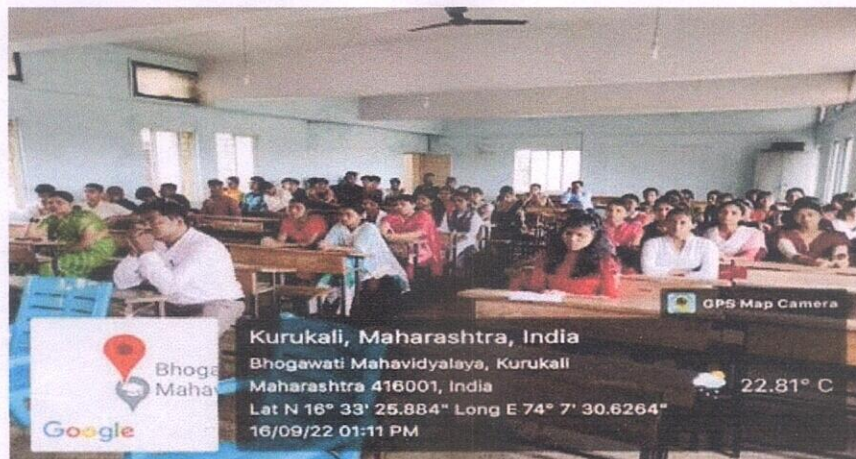 GPS Map Camera
Kurukali, Maharashtra, India
Bhogawati Mahavidyalaya, Kurukali
Maharashtra 416001, India
Lat N 16° 33' 25.884" Long E 74° 7' 30.6264"
16/09/22 01:11 PM
22.81° C
Bhoga
Maha
Google